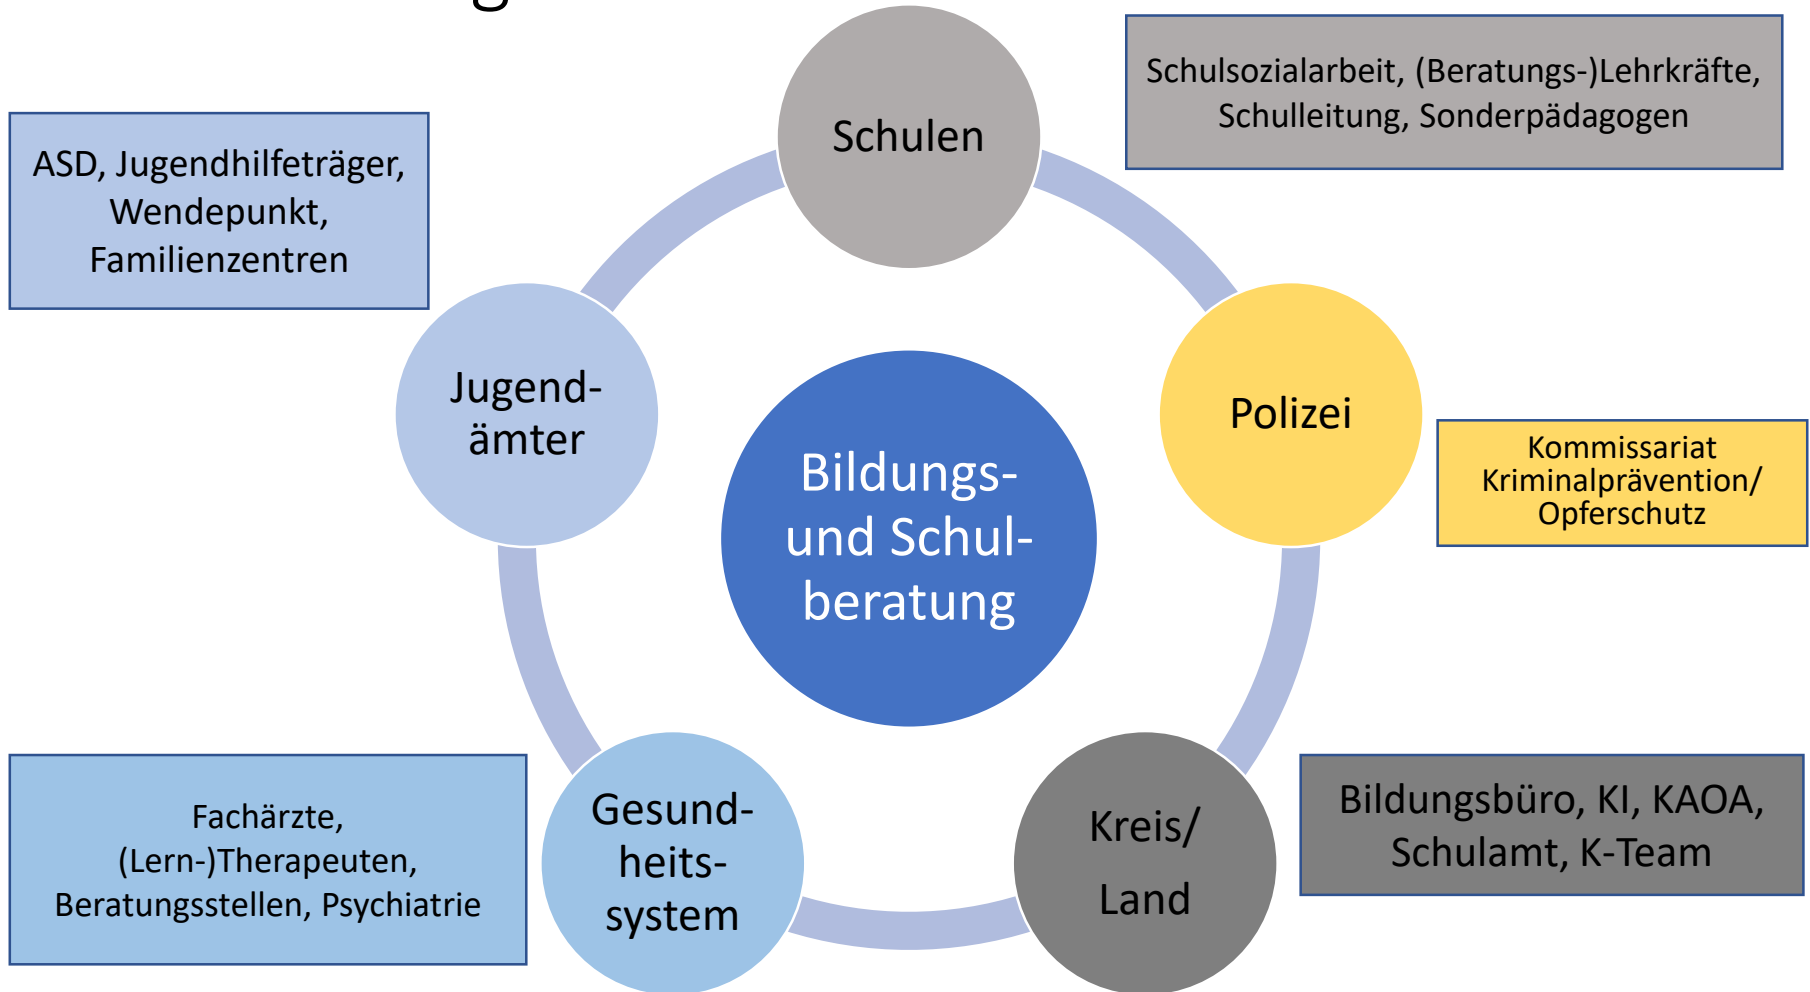 Schulen
Schulsozialarbeit, (Beratungs-)Lehrkräfte,
Schulleitung, Sonderpädagogen
ASD, Jugendhilfeträger,
Wendepunkt,
Familienzentren
Jugend-
ämter
Polizei
Kommissariat
Kriminalprävention/
Opferschutz
Bildungs-
und Schul-
beratung
Gesund-
heits-
system
Fachärzte,
(Lern-)Therapeuten,
Beratungsstellen, Psychiatrie
Kreis/
Land
Bildungsbüro, KI, KAOA,
Schulamt, K-Team